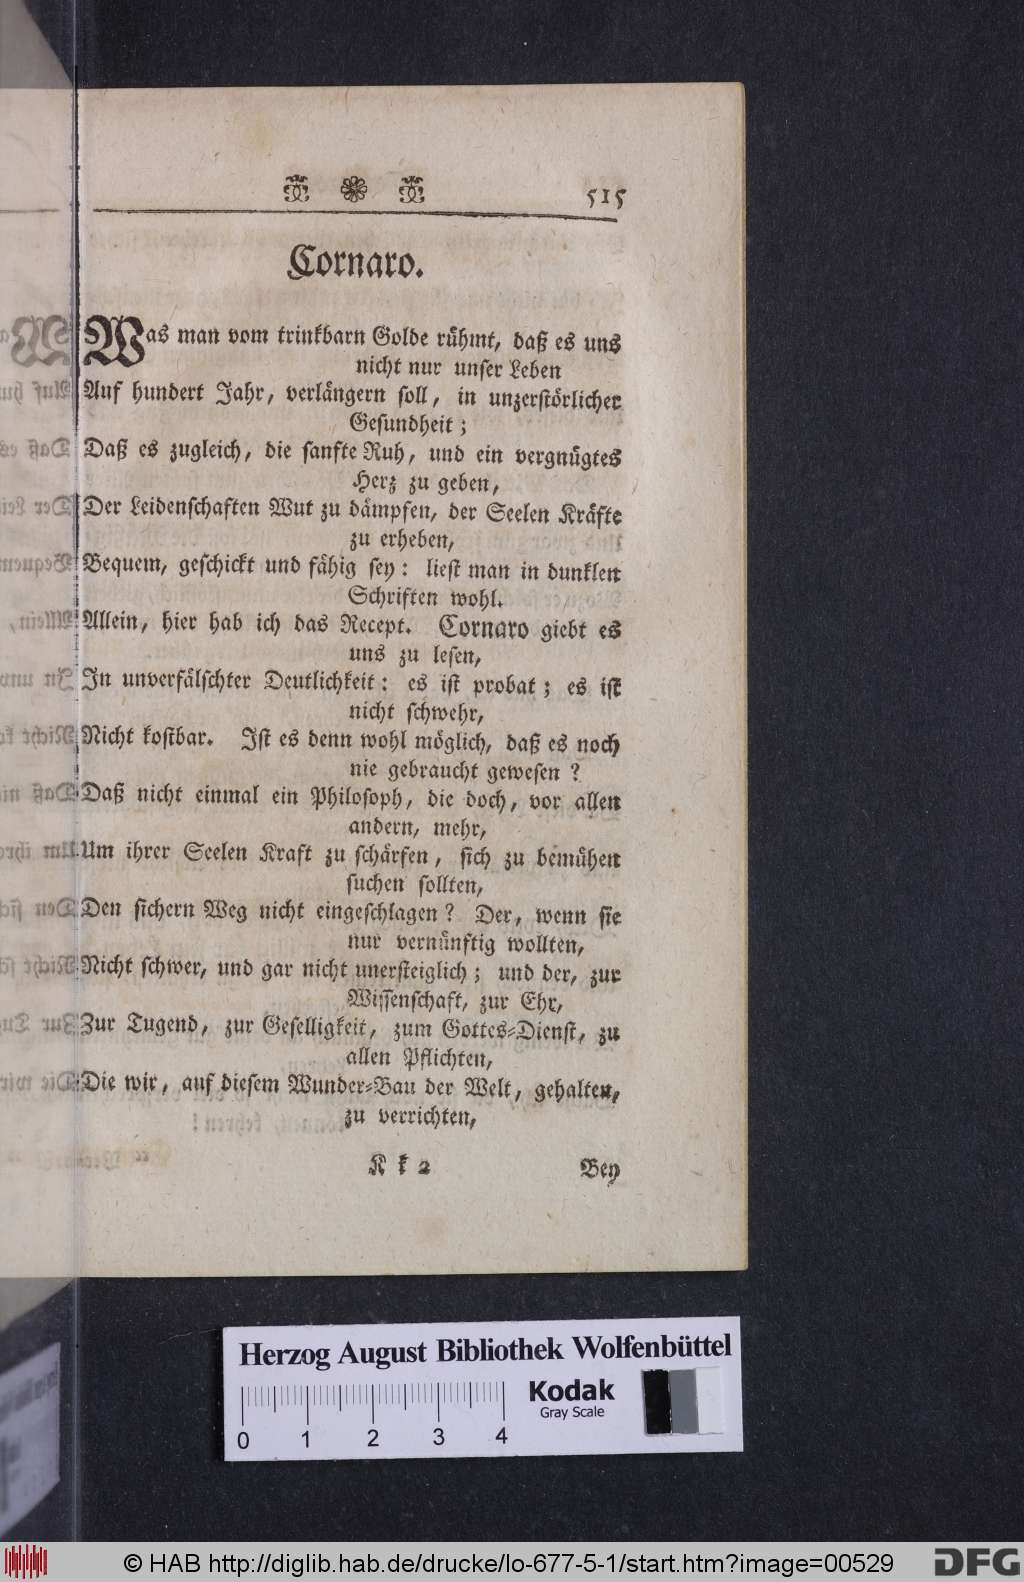 515
Cornaro.
Was man vom trinkbarn Golde rühmt, daß es uns
nicht nur unser Leben
Auf hundert Jahr, verlängern soll, in unzerstörlicher
Gesundheit;
Daß es zugleich, die sanfte Ruh, und ein vergnügtes
Herz zu geben,
Der Leidenschaften Wut zu dämpfen, der Seelen Kräfte
zu erheben,
Bequem, geschickt und fähig sey: liest man in dunklen
Schriften wohl.
Allein, hier hab ich das Recept. Cornaro giebt es
uns zu lesen,
In unverfälschter Deutlichkeit: es ist probat; es ist
nicht schwehr,
Nicht kostbar. Ist es denn wohl möglich, daß es noch
nie gebraucht gewesen?
Daß nicht einmal ein Philosoph, die doch, vor allen
andern, mehr,
Um ihrer Seelen Kraft zu schärfen, sich zu bemühen
suchen sollten,
Den sichern Weg nicht eingeschlagen? Der, wenn sie
nur vernünftig wollten,
Nicht schwer, und gar nicht unersteiglich; und der, zur
Wissenschaft, zur Ehr,
Zur Tugend, zur Geselligkeit, zum Gottes-Dienst, zu
allen Pflichten,
Die wir, auf diesem Wunder-Bau der Welt, gehalten,
zu verrichten,
K k 2 Bey
Herzog August Bibliothek Wolfenbüttel
Kodak
Gray Scale
0 1 2 3 4
© HAB http://diglib.hab.de/drucke/lo-677-5-1/start.htm?image=00529
DFG